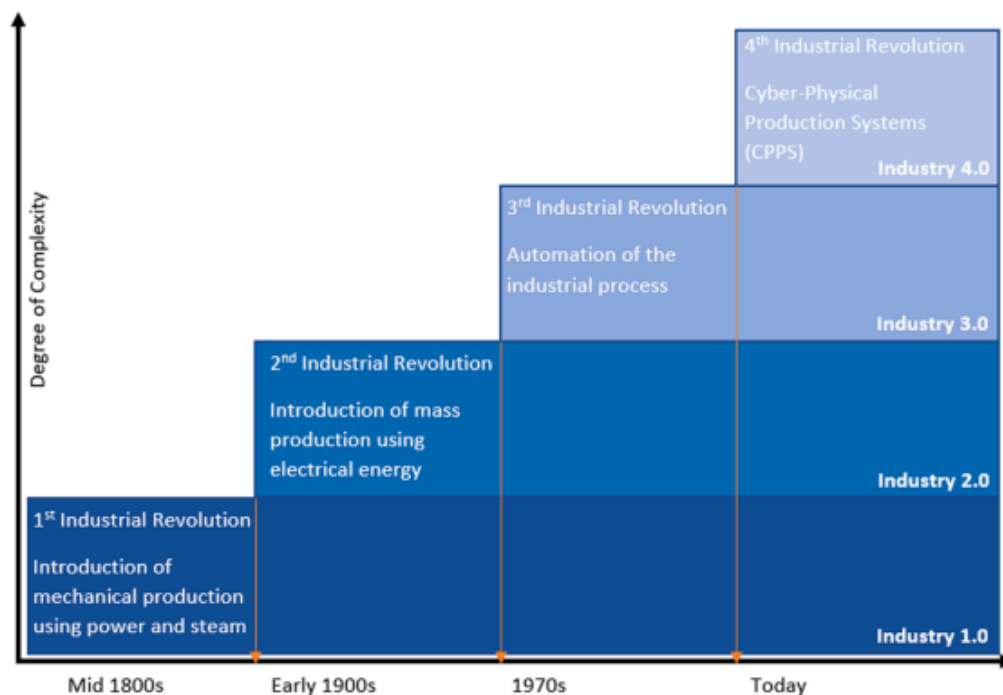 4th Industrial Revolution
Cyber-Physical
Production Systems
(CPPS)
Industry 4.0
3rd Industrial Revolution
Automation of the
industrial process
Industry 3.0
Degree of Complexity
2nd Industrial Revolution
Introduction of mass
production using
electrical energy
Industry 2.0
1st Industrial Revolution
Introduction of
mechanical production
using power and steam
Industry 1.0
Mid 1800s
Early 1900s
1970s
Today